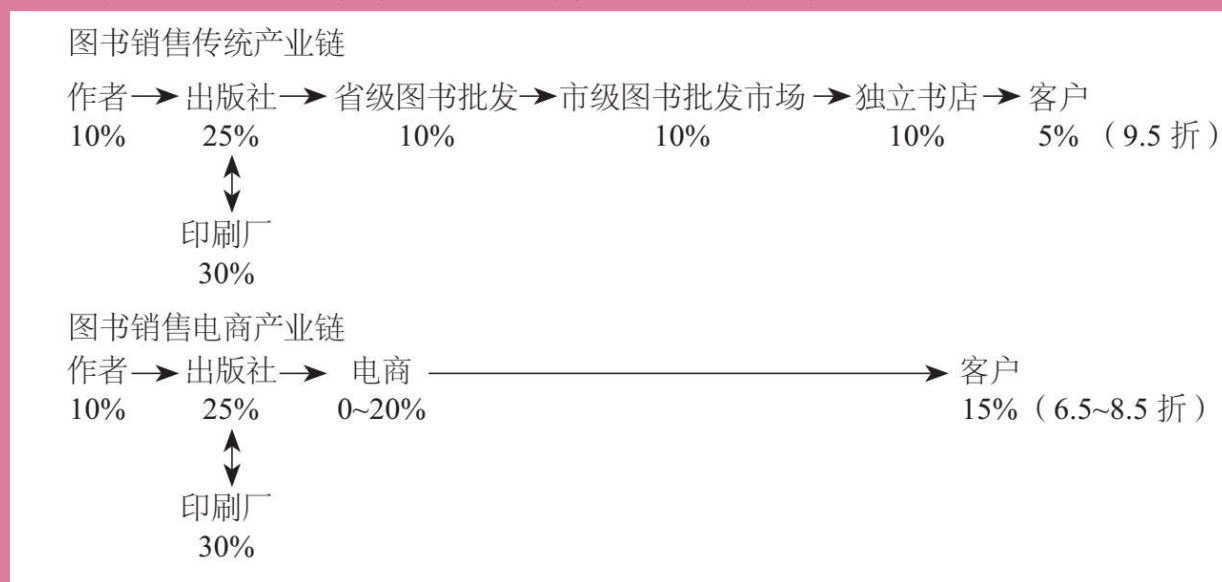 图书销售传统产业链
作者 出版社 省级图书批发 市级图书批发市场 独立书店 客户
10% 25% 10% 10% 10% 5%（9.5 折）
印刷厂
30%
图书销售电商产业链
作者 出版社 电商 客户
10% 25% 0~20% 15%（6.5~8.5 折）
印刷厂
30%